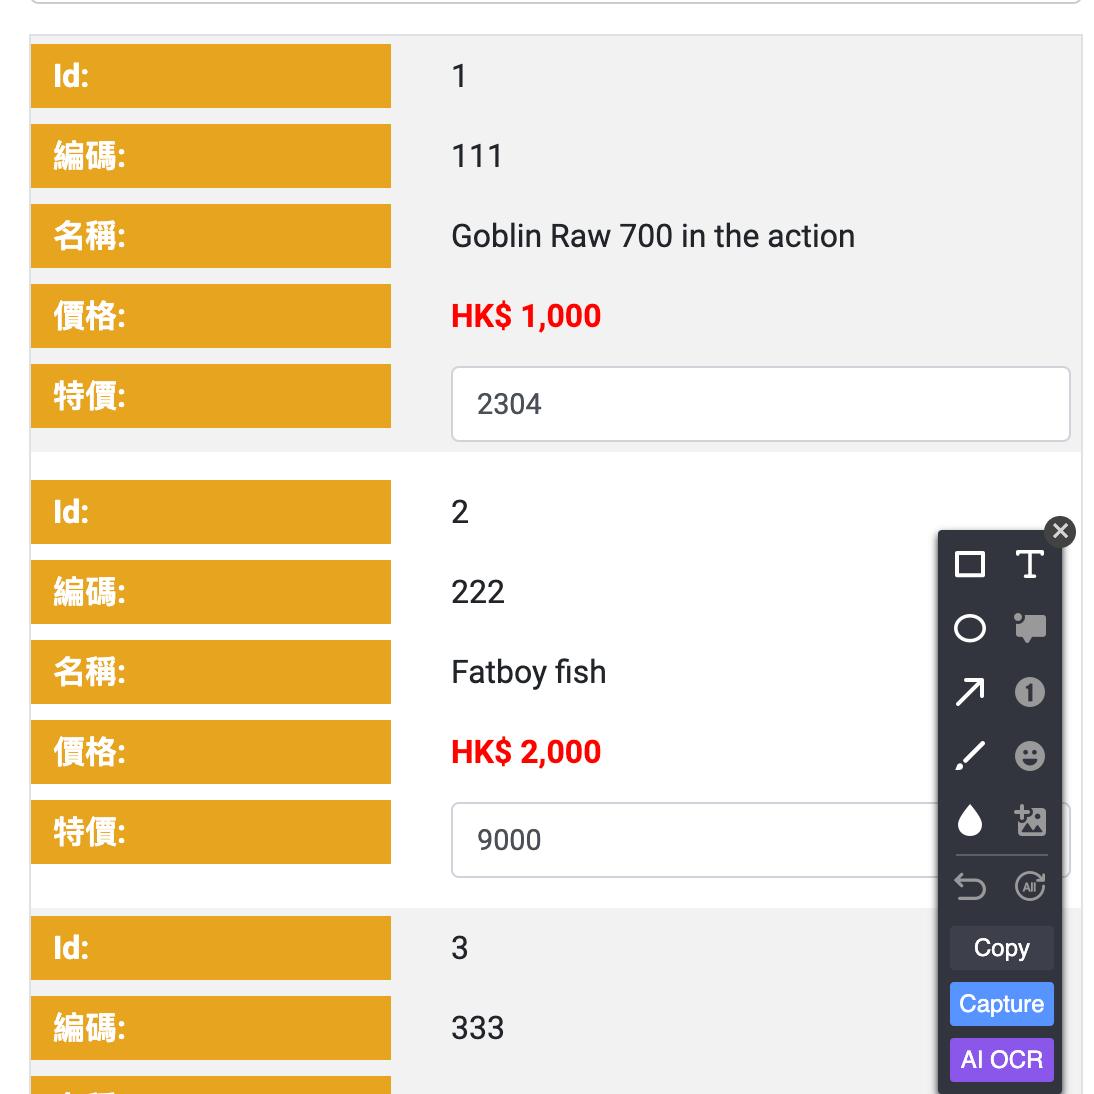 Id: 1
編碼: 111
名稱: Goblin Raw 700 in the action
價格: HK$ 1,000
特價: 2304
Id: 2
編碼: 222
名稱: Fatboy fish
價格: HK$ 2,000
特價: 9000
Id: 3
編碼: 333
T
1
All
Copy
Capture
AI OCR